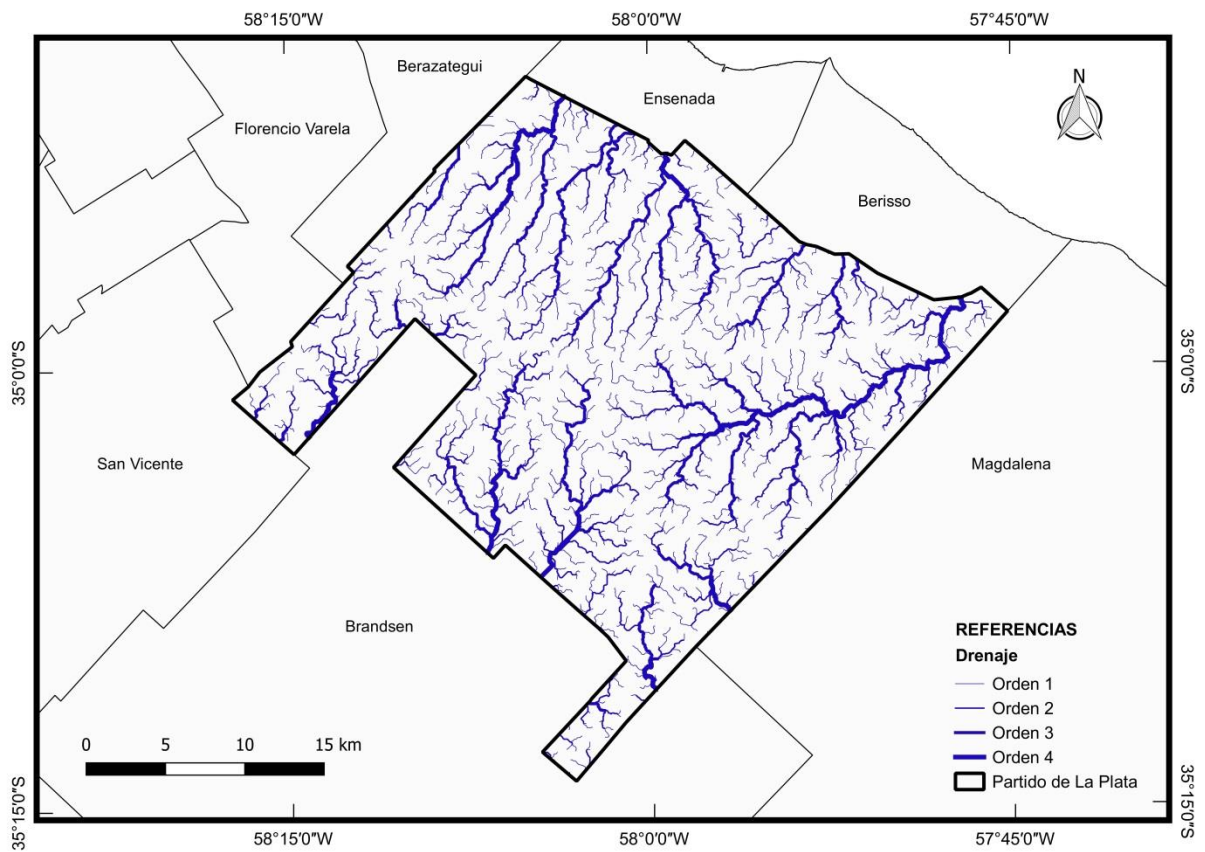 58°15'0"W 58°0'0"W 57°45'0"W
Berazategui
Ensenada
N
Florencio Varela
Berisso
35°0'0"S
35°0'0"S
San Vicente
Magdalena
Brandsen
REFERENCIAS
Drenaje
Orden 1
Orden 2
Orden 3
Orden 4
Partido de La Plata
0 5 10 15 km
35°15'0"S
35°15'0"S
58°15'0"W 58°0'0"W 57°45'0"W